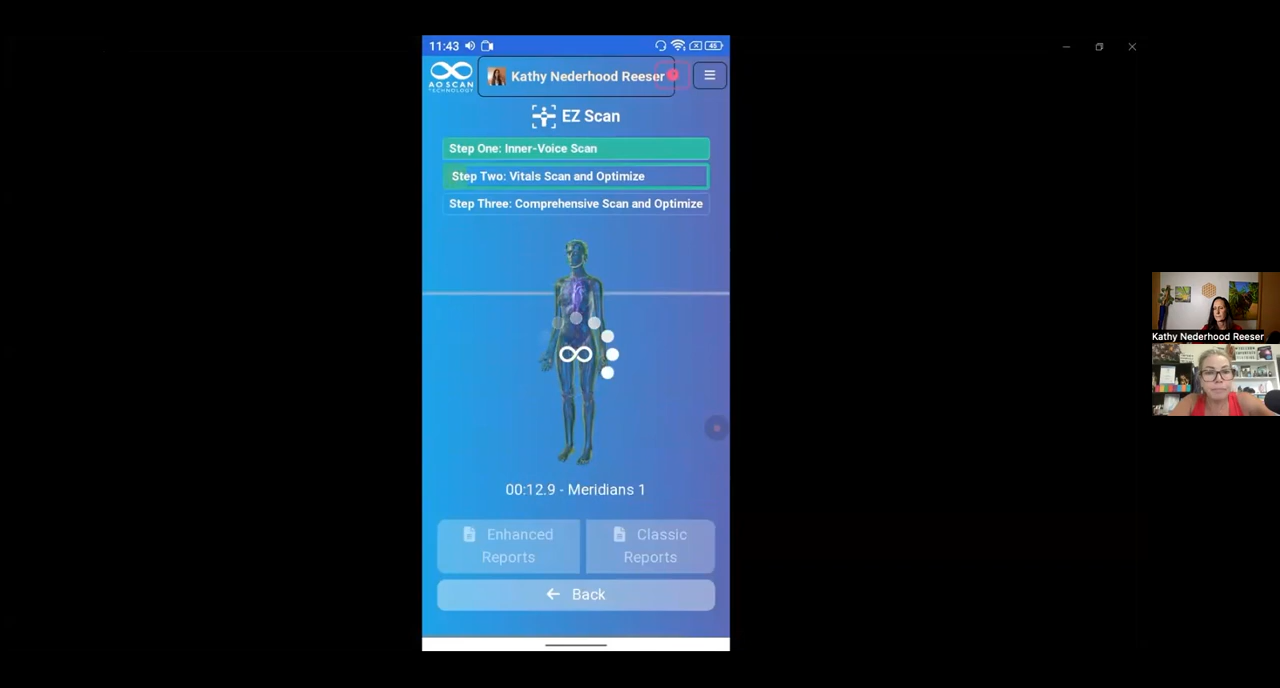 11:43
45
AO SCAN
TECHNOLOGY
Kathy Nederhood Reeser
EZ Scan
Step One: Inner-Voice Scan
Step Two: Vitals Scan and Optimize
Step Three: Comprehensive Scan and Optimize
00:12.9 - Meridians 1
Enhanced
Reports
Classic
Reports
Back
Kathy Nederhood Reeser